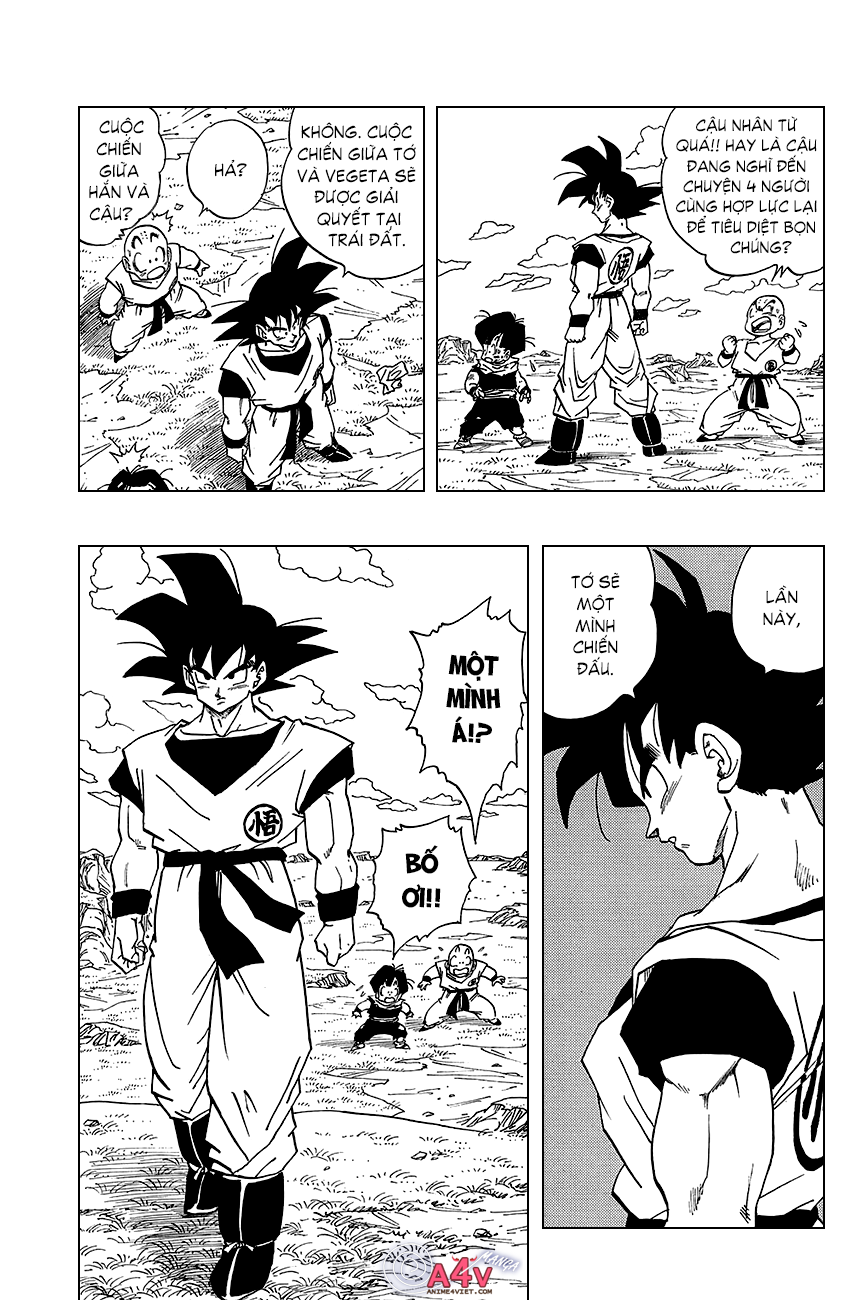 CẬU NHÂN TỪ
QUÁ!! HAY LÀ CẬU
ĐANG NGHĨ ĐẾN
CHUYỆN 4 NGƯỜI
CÙNG HỢP LỰC LẠI
ĐỂ TIÊU DIỆT BỌN
CHÚNG?
悟
KHÔNG. CUỘC
CHIẾN GIỮA TỚ
VÀ VEGETA SẼ
ĐƯỢC GIẢI
QUYẾT TẠI
TRÁI ĐẤT.
HẢ?
CUỘC
CHIẾN
GIỮA
HẮN VÀ
CẬU?
LẦN
NÀY,
TỚ SẼ
MỘT
MÌNH
CHIẾN
ĐẤU.
MỘT
MÌNH
Á!?
BỐ
ƠI!!
悟
A4V
Manga
ANIME4VIET.COM